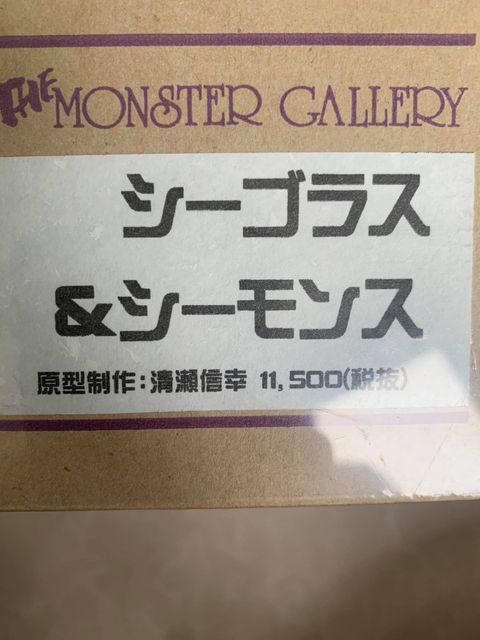 THE MONSTER GALLERY
シーゴラス
&シーモンス
原型制作:清瀬信幸 11,500(税抜)